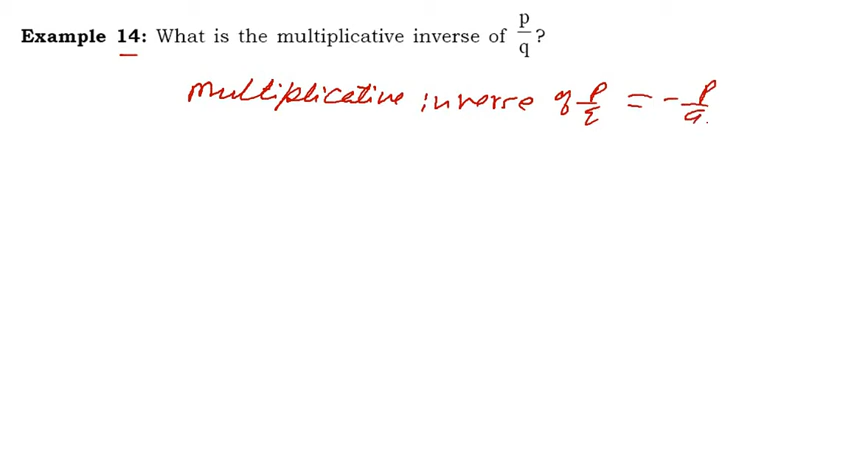 Example 14: What is the multiplicative inverse of p/q?
Multiplicative inverse of p/q = - p/q